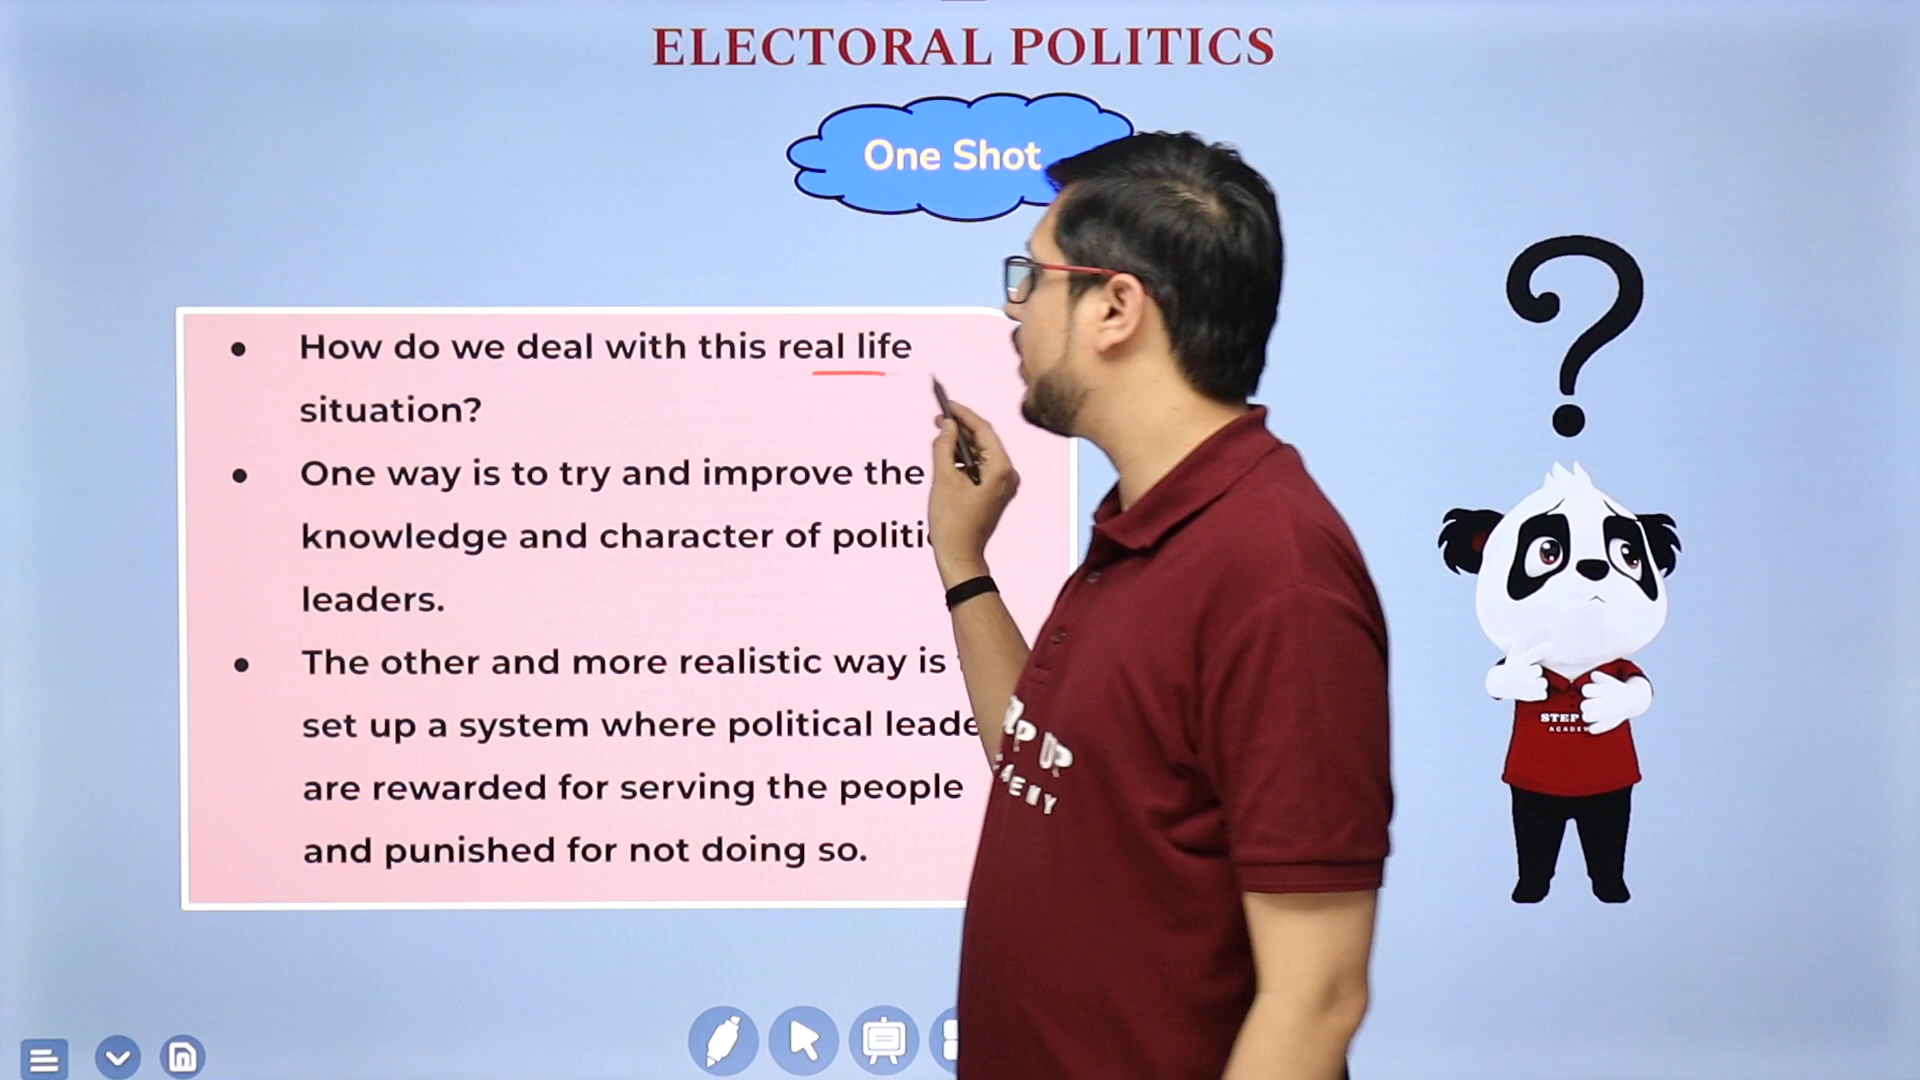 ELECTORAL POLITICS
One Shot
• How do we deal with this real life
situation?
• One way is to try and improve the
knowledge and character of
leaders.
• The other and more realistic way is
set up a system where political
are rewarded for serving the people
and punished for not doing so.
UP
STEP